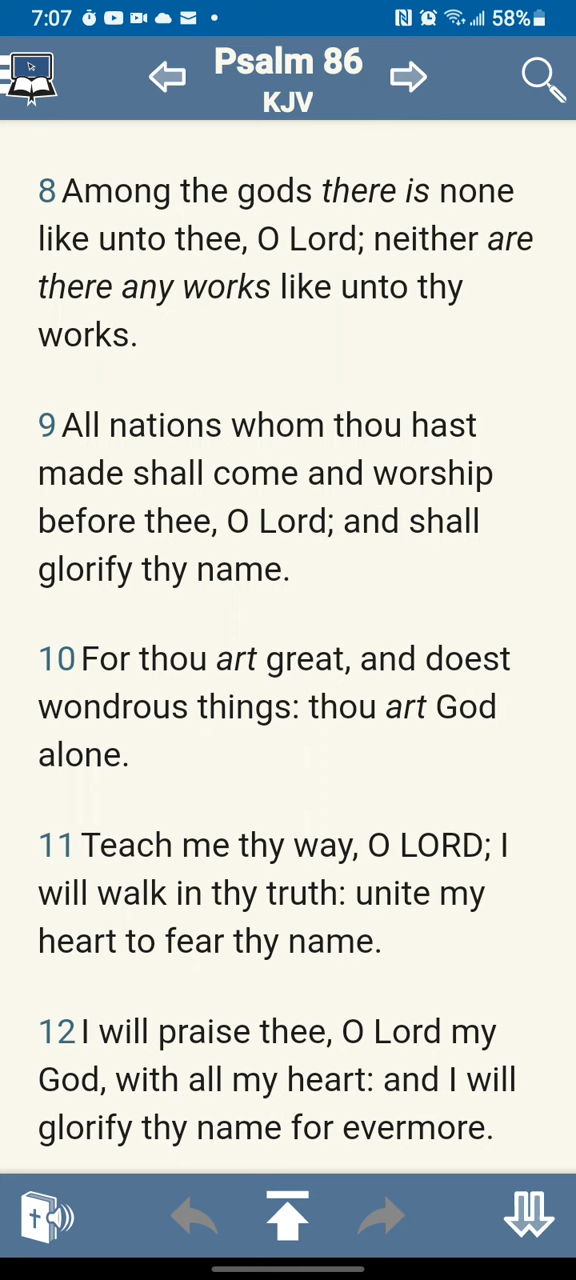 7:07
58%
Psalm 86
KJV
8 Among the gods there is none
like unto thee, O Lord; neither are
there any works like unto thy
works.
9 All nations whom thou hast
made shall come and worship
before thee, O Lord; and shall
glorify thy name.
10 For thou art great, and doest
wondrous things: thou art God
alone.
11 Teach me thy way, O LORD; I
will walk in thy truth: unite my
heart to fear thy name.
12 I will praise thee, O Lord my
God, with all my heart: and I will
glorify thy name for evermore.